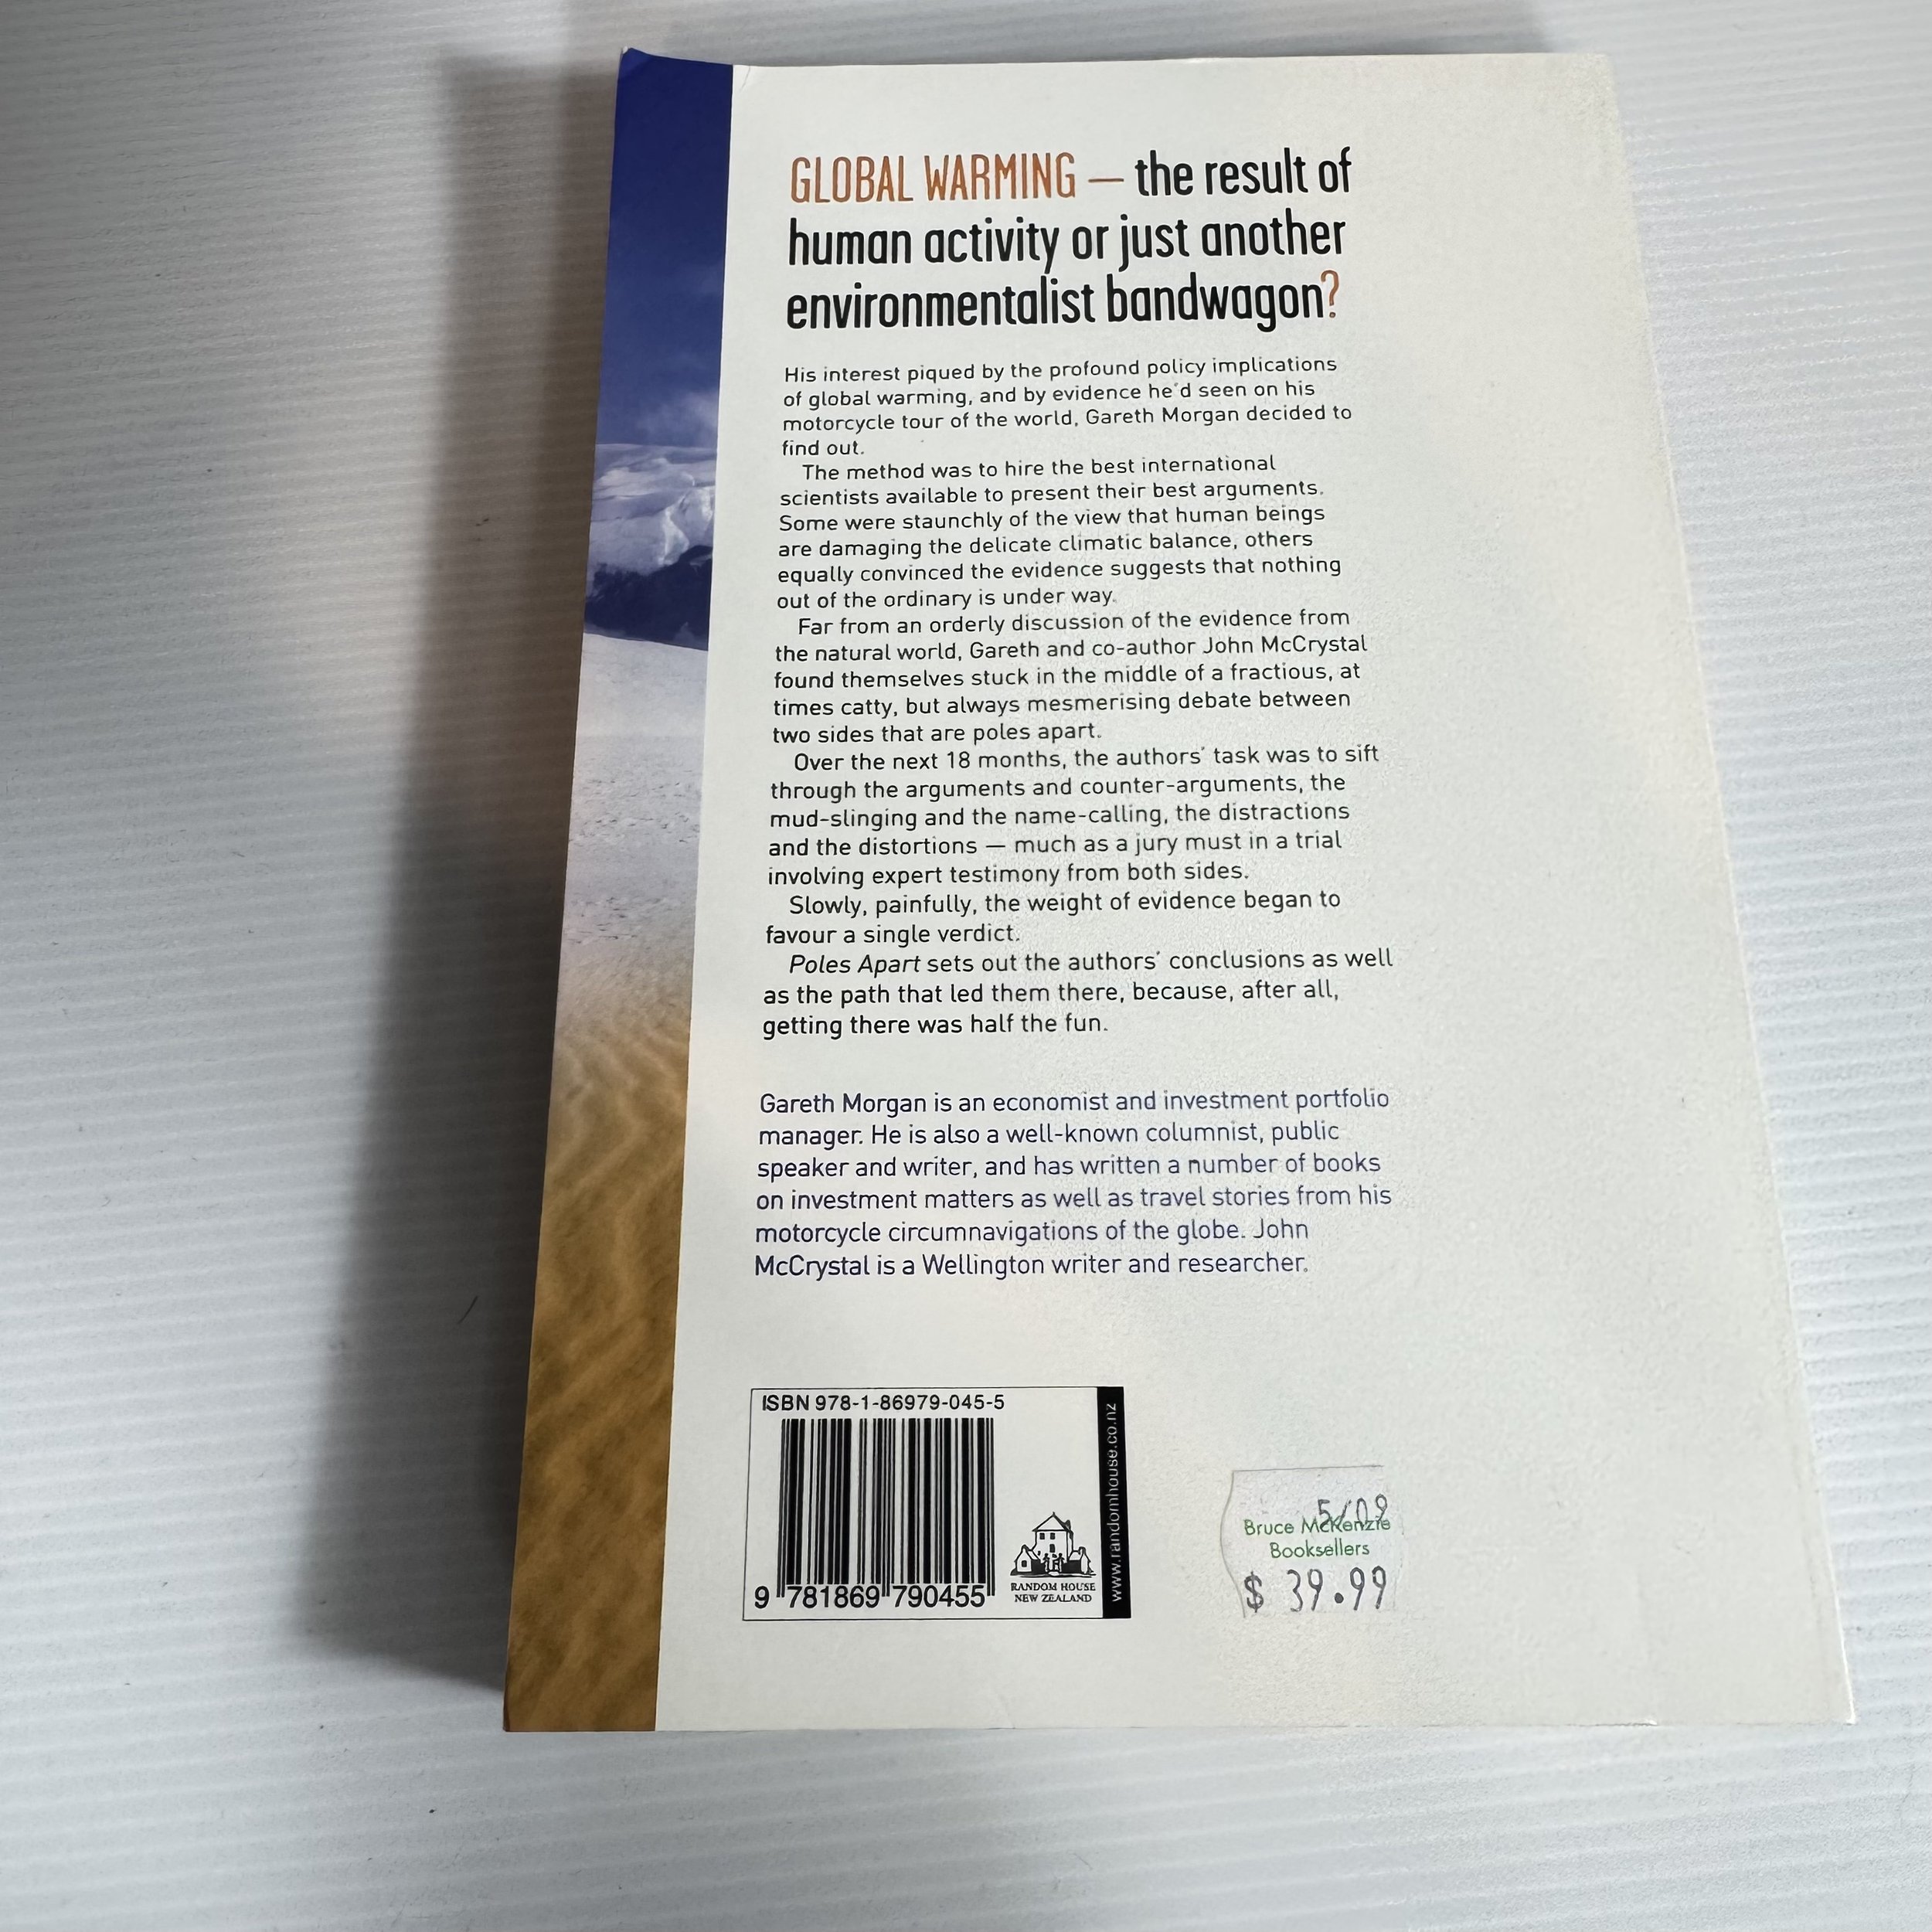 GLOBAL WARMING — the result of
human activity or just another
environmentalist bandwagon?
His interest piqued by the profound policy implications
of global warming, and by evidence he'd seen on his
motorcycle tour of the world, Gareth Morgan decided to
find out.
The method was to hire the best international
scientists available to present their best arguments.
Some were staunchly of the view that human beings
are damaging the delicate climatic balance, others
equally convinced the evidence suggests that nothing
out of the ordinary is under way.
Far from an orderly discussion of the evidence from
the natural world, Gareth and co-author John McCrystal
found themselves stuck in the middle of a fractious, at
times catty, but always mesmerising debate between
two sides that are poles apart.
Over the next 18 months, the authors' task was to sift
through the arguments and counter-arguments, the
mud-slinging and the name-calling, the distractions
and the distortions — much as a jury must in a trial
involving expert testimony from both sides.
Slowly, painfully, the weight of evidence began to
favour a single verdict.
Poles Apart sets out the authors' conclusions as well
as the path that led them there, because, after all,
getting there was half the fun.
Gareth Morgan is an economist and investment portfolio
manager. He is also a well-known columnist, public
speaker and writer, and has written a number of books
on investment matters as well as travel stories from his
motorcycle circumnavigations of the globe. John
McCrystal is a Wellington writer and researcher.
ISBN 978-1-86979-045-5
9 781869 790455
RANDOM HOUSE
NEW ZEALAND
www.randomhouse.co.nz
5/09
Bruce McKenzie
Booksellers
$ 39.99